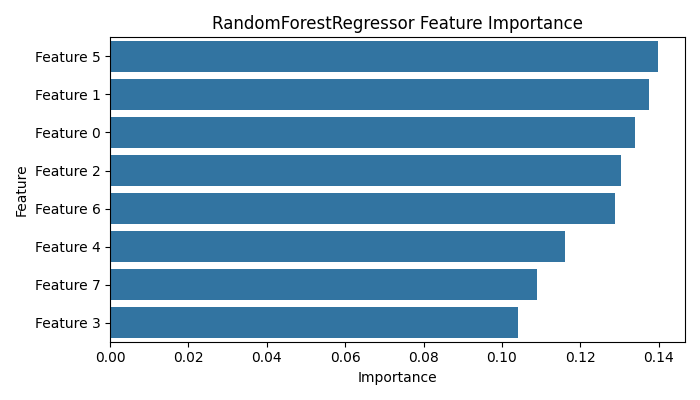 RandomForestRegressor Feature Importance
Feature
Feature 5
Feature 1
Feature 0
Feature 2
Feature 6
Feature 4
Feature 7
Feature 3
0.00 0.02 0.04 0.06 0.08 0.10 0.12 0.14
Importance